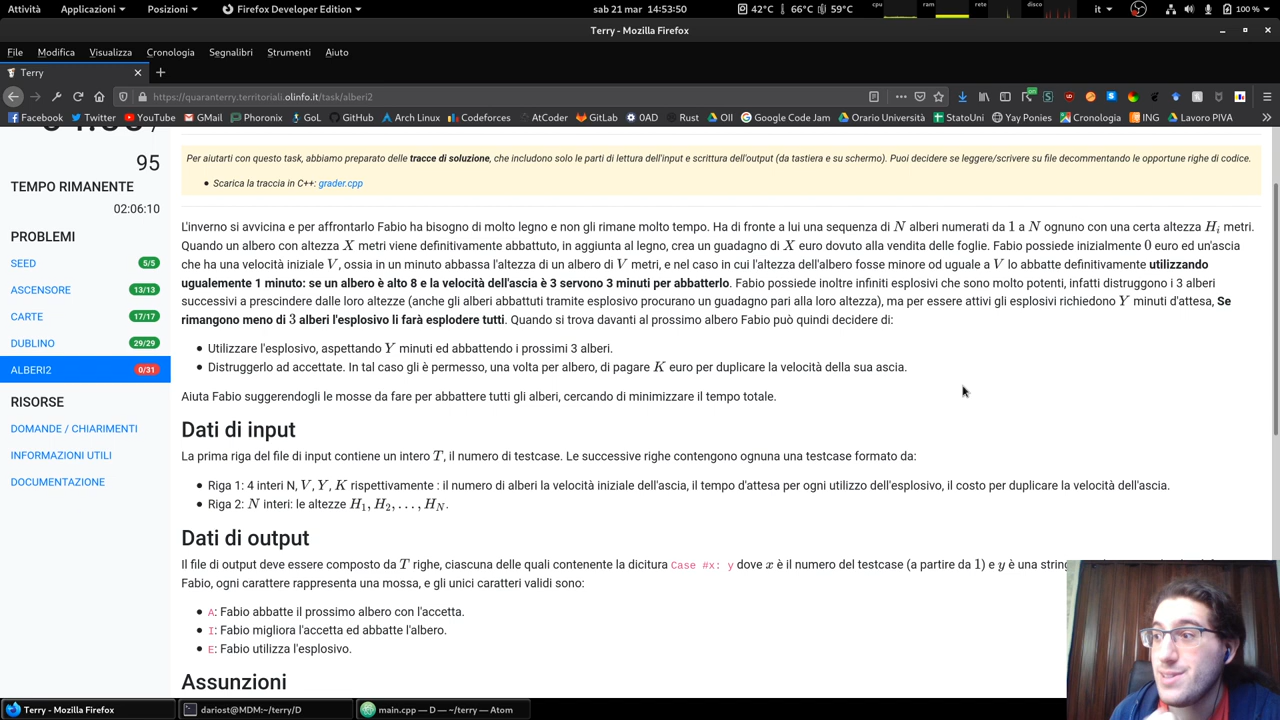 Attività Applicazioni Posizioni Firefox Developer Edition sab 21 mar 14:53:50 42°C 66°C 59°C cpu ram rete disco it 100 %
Terry - Mozilla Firefox
File Modifica Visualizza Cronologia Segnalibri Strumenti Aiuto
Terry
https://quaranterry.territoriali.olinfo.it/task/alberi2
Facebook Twitter YouTube GMail Phoronix GoL GitHub Arch Linux Codeforces AtCoder GitLab OAD Rust OII Google Code Jam Orario Università StatoUni Yay Ponies Cronologia ING Lavoro PIVA
95
TEMPO RIMANENTE
02:06:10
PROBLEMI
SEED 5/5
ASCENSORE 13/13
CARTE 17/17
DUBLINO 29/29
ALBERI2 0/31
RISORSE
DOMANDE / CHIARIMENTI
INFORMAZIONI UTILI
DOCUMENTAZIONE
Per aiutarti con questo task, abbiamo preparato delle tracce di soluzione, che includono solo le parti di lettura dell'input e scrittura dell'output (da tastiera e su schermo). Puoi decidere se leggere/scrivere su file decommentando le opportune righe di codice.
• Scarica la traccia in C++: grader.cpp
L'inverno si avvicina e per affrontarlo Fabio ha bisogno di molto legno e non gli rimane molto tempo. Ha di fronte a lui una sequenza di N alberi numerati da 1 a N ognuno con una certa altezza H_i metri.
Quando un albero con altezza X metri viene definitivamente abbattuto, in aggiunta al legno, crea un guadagno di X euro dovuto alla vendita delle foglie. Fabio possiede inizialmente 0 euro ed un'ascia
che ha una velocità iniziale V, ossia in un minuto abbassa l'altezza di un albero di V metri, e nel caso in cui l'altezza dell'albero fosse minore od uguale a V lo abbatte definitivamente utilizzando
ugualmente 1 minuto: se un albero è alto 8 e la velocità dell'ascia è 3 servono 3 minuti per abbatterlo. Fabio possiede inoltre infiniti esplosivi che sono molto potenti, infatti distruggono i 3 alberi
successivi a prescindere dalle loro altezze (anche gli alberi abbattuti tramite esplosivo procurano un guadagno pari alla loro altezza), ma per essere attivi gli esplosivi richiedono Y minuti d'attesa, Se
rimangono meno di 3 alberi l'esplosivo li farà esplodere tutti. Quando si trova davanti al prossimo albero Fabio può quindi decidere di:
• Utilizzare l'esplosivo, aspettando Y minuti ed abbattendo i prossimi 3 alberi.
• Distruggerlo ad accettate. In tal caso gli è permesso, una volta per albero, di pagare K euro per duplicare la velocità della sua ascia.
Aiuta Fabio suggerendogli le mosse da fare per abbattere tutti gli alberi, cercando di minimizzare il tempo totale.
Dati di input
La prima riga del file di input contiene un intero T, il numero di testcase. Le successive righe contengono ognuna una testcase formato da:
• Riga 1: 4 interi N, V, Y, K rispettivamente : il numero di alberi la velocità iniziale dell'ascia, il tempo d'attesa per ogni utilizzo dell'esplosivo, il costo per duplicare la velocità dell'ascia.
• Riga 2: N interi: le altezze H_1, H_2, ..., H_N.
Dati di output
Il file di output deve essere composto da T righe, ciascuna delle quali contenente la dicitura Case #x: y dove x è il numero del testcase (a partire da 1) e y è una string
Fabio, ogni carattere rappresenta una mossa, e gli unici caratteri validi sono:
• A: Fabio abbatte il prossimo albero con l'accetta.
• I: Fabio migliora l'accetta ed abbatte l'albero.
• E: Fabio utilizza l'esplosivo.
Assunzioni
Terry - Mozilla Firefox dariost@MDM:~/terry/D main.cpp — D — ~/terry — Atom